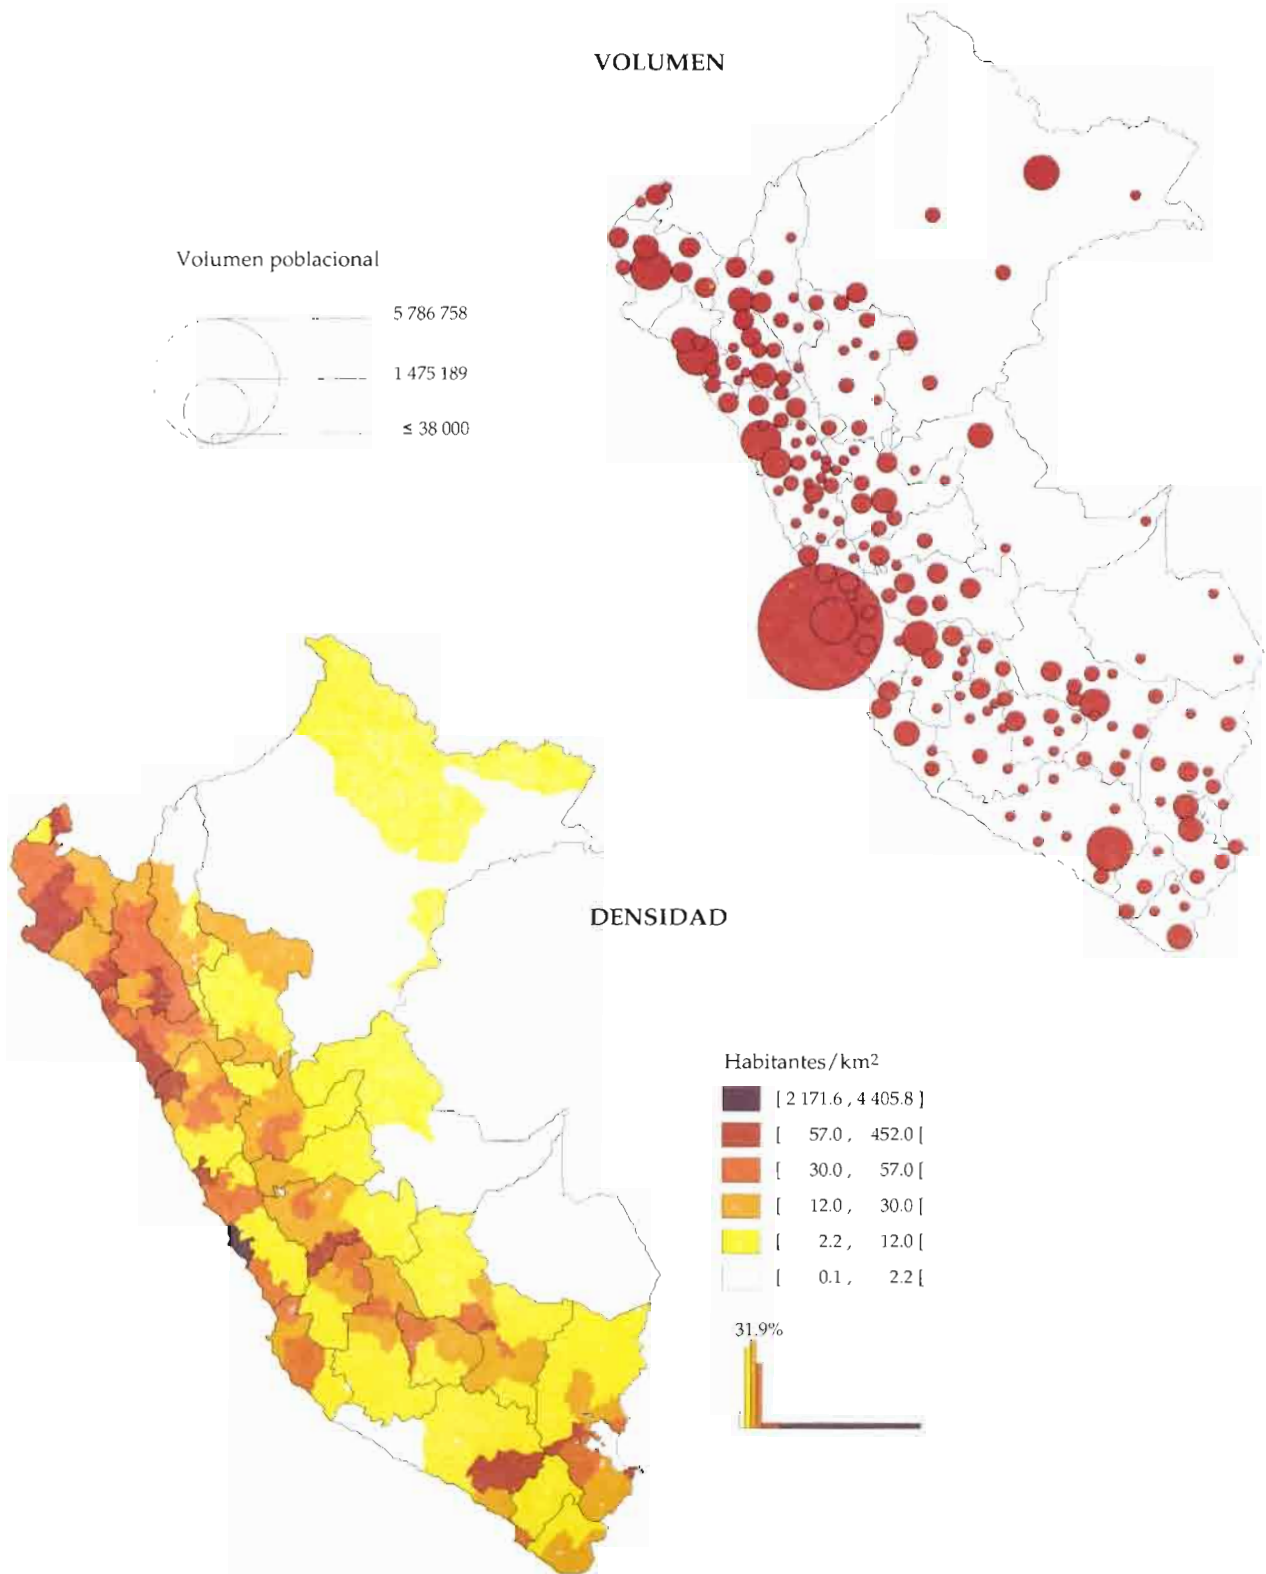 VOLUMEN
Volumen poblacional
5 786 758
1 475 189
≤ 38 000
DENSIDAD
Habitantes/km²
[ 2 171.6 , 4 405.8 ]
[ 57.0 , 452.0 [
[ 30.0 , 57.0 [
[ 12.0 , 30.0 [
[ 2.2 , 12.0 [
[ 0.1 , 2.2 [
31.9%